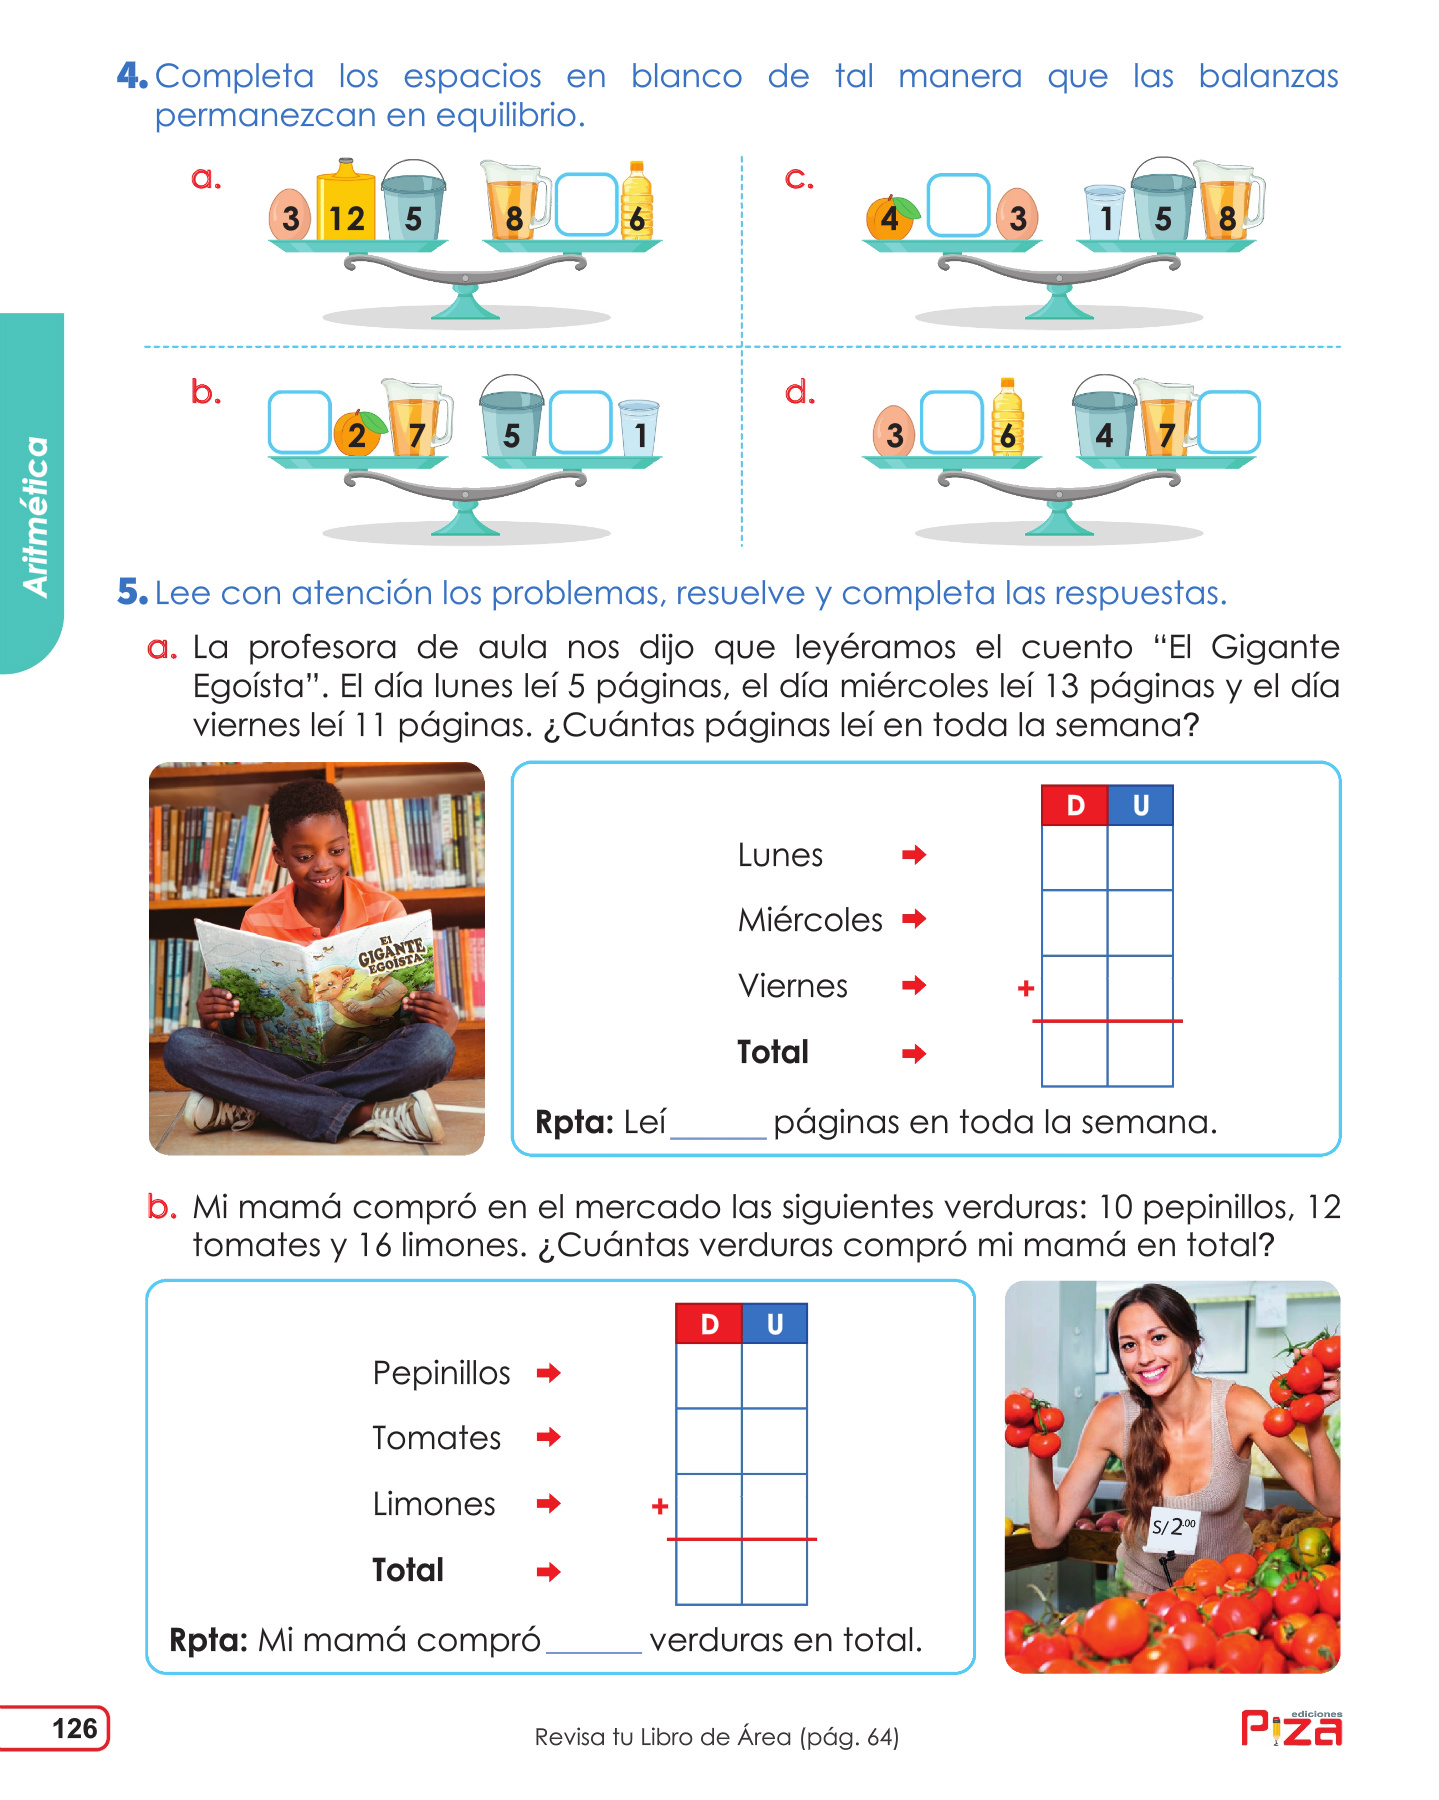 4. Completa los espacios en blanco de tal manera que las balanzas
permanezcan en equilibrio.
a.
3 12 5 8 6
c.
4 3 1 5 8
b.
2 7 5 1
d.
3 6 4 7
Aritmética
5. Lee con atención los problemas, resuelve y completa las respuestas.
a. La profesora de aula nos dijo que leyéramos el cuento “El Gigante
Egoísta”. El día lunes leí 5 páginas, el día miércoles leí 13 páginas y el día
viernes leí 11 páginas. ¿Cuántas páginas leí en toda la semana?
El
GIGANTE
EGOÍSTA
D U
Lunes
Miércoles
Viernes +
Total
Rpta: Leí______ páginas en toda la semana.
b. Mi mamá compró en el mercado las siguientes verduras: 10 pepinillos, 12
tomates y 16 limones. ¿Cuántas verduras compró mi mamá en total?
D U
Pepinillos
Tomates
Limones +
Total
Rpta: Mi mamá compró______ verduras en total.
S/2.00
126
Revisa tu Libro de Área (pág. 64)
ediciones
Piza